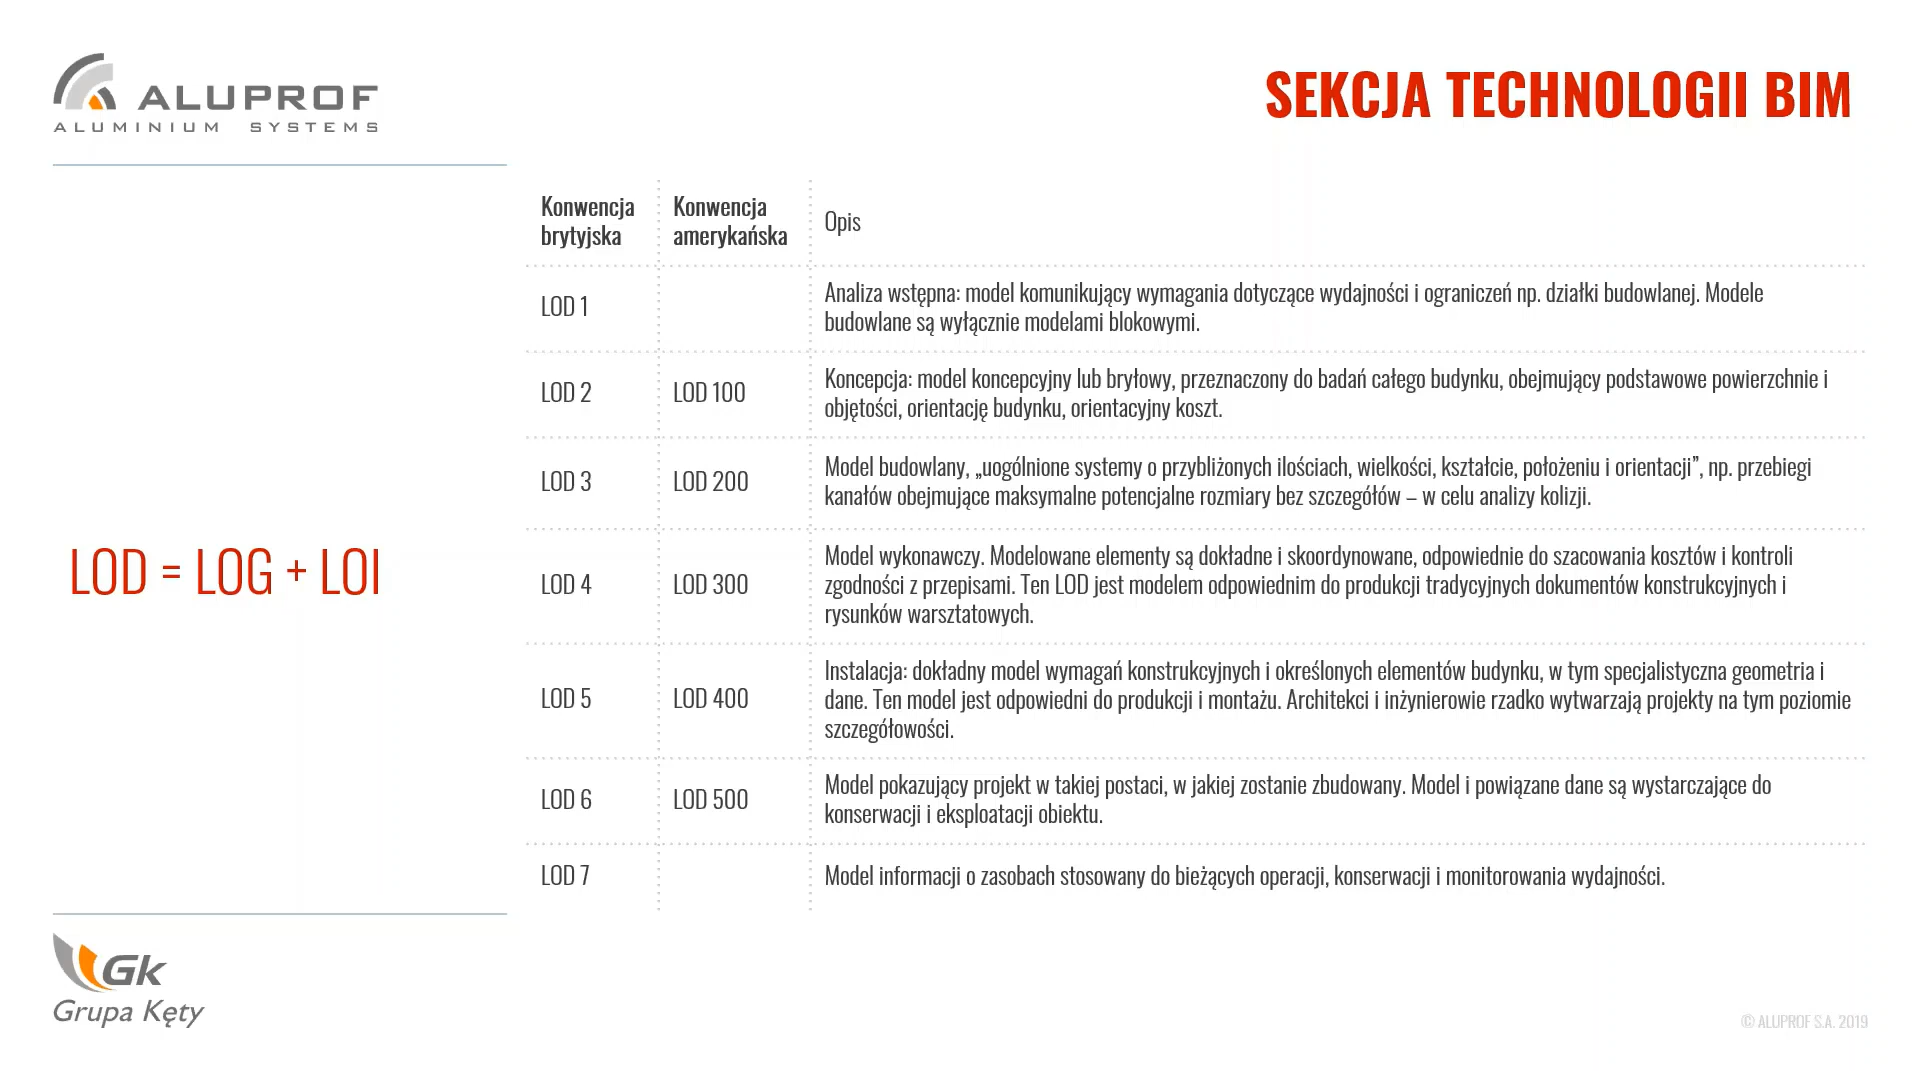 ALUPROF
ALUMINIUM SYSTEMS
SEKCJA TECHNOLOGII BIM
Konwencja brytyjska
Konwencja amerykańska
Opis
LOD 1
Analiza wstępna: model komunikujący wymagania dotyczące wydajności i ograniczeń np. działki budowlanej. Modele
budowlane są wyłącznie modelami blokowymi.
LOD 2
LOD 100
Koncepcja: model koncepcyjny lub bryłowy, przeznaczony do badań całego budynku, obejmujący podstawowe powierzchnie i
objętości, orientację budynku, orientacyjny koszt.
LOD 3
LOD 200
Model budowlany, „uogólnione systemy o przybliżonych ilościach, wielkości, kształcie, położeniu i orientacji”, np. przebiegi
kanałów obejmujące maksymalne potencjalne rozmiary bez szczegółów – w celu analizy kolizji.
LOD = LOG + LOI
LOD 4
LOD 300
Model wykonawczy. Modelowane elementy są dokładne i skoordynowane, odpowiednie do szacowania kosztów i kontroli
zgodności z przepisami. Ten LOD jest modelem odpowiednim do produkcji tradycyjnych dokumentów konstrukcyjnych i
rysunków warsztatowych.
LOD 5
LOD 400
Instalacja: dokładny model wymagań konstrukcyjnych i określonych elementów budynku, w tym specjalistyczna geometria i
dane. Ten model jest odpowiedni do produkcji i montażu. Architekci i inżynierowie rzadko wytwarzają projekty na tym poziomie
szczegółowości.
LOD 6
LOD 500
Model pokazujący projekt w takiej postaci, w jakiej zostanie zbudowany. Model i powiązane dane są wystarczające do
konserwacji i eksploatacji obiektu.
LOD 7
Model informacji o zasobach stosowany do bieżących operacji, konserwacji i monitorowania wydajności.
Gk
Grupa Kęty
© ALUPROF S.A. 2019